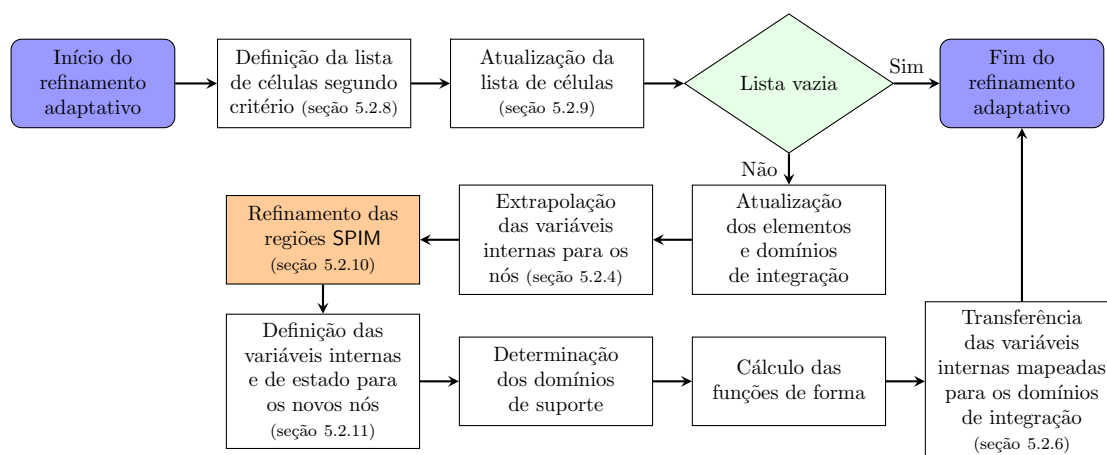 Início do
refinamento
adaptativo
Definição da lista
de células segundo
critério (seção 5.2.8)
Atualização da
lista de células
(seção 5.2.9)
Lista vazia
Sim
Fim do
refinamento
adaptativo
Não
Atualização
dos elementos
e domínios
de integração
Extrapolação
das variáveis
internas para os
nós (seção 5.2.4)
Refinamento das
regiões SPIM
(seção 5.2.10)
Definição das
variáveis internas
e de estado para
os novos nós
(seção 5.2.11)
Determinação
dos domínios
de suporte
Cálculo das
funções de forma
Transferência
das variáveis
internas mapeadas
para os domínios
de integração
(seção 5.2.6)